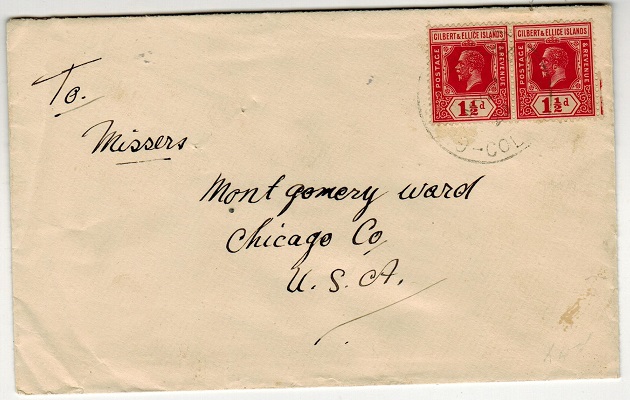 GILBERT & ELLICE ISLANDS GILBERT & ELLICE ISLANDS
POSTAGE & REVENUE POSTAGE & REVENUE
1½d 1½d
-COL
To.
Missers
Montgomery ward
Chicago Co,
U. S. A.